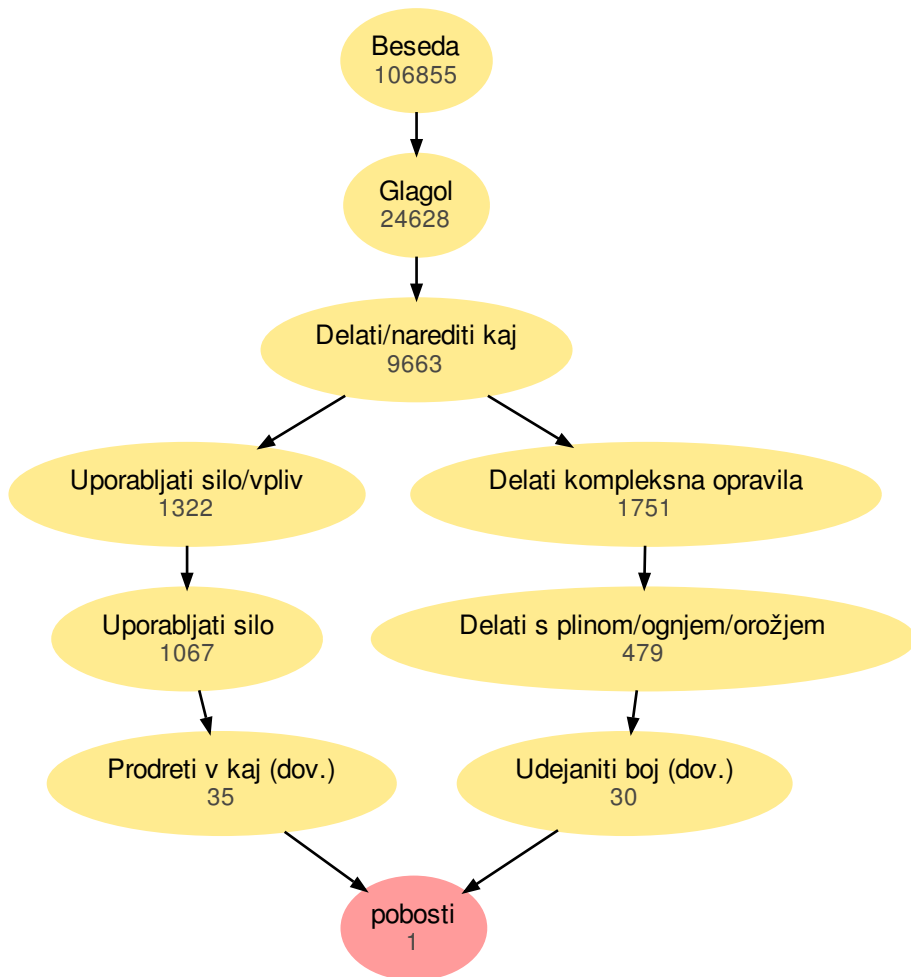 Beseda
106855
Glagol
24628
Delati/narediti kaj
9663
Uporabljati silo/vpliv
1322
Delati kompleksna opravila
1751
Uporabljati silo
1067
Delati s plinom/ognjem/orožjem
479
Prodreti v kaj (dov.)
35
Udejaniti boj (dov.)
30
pobosti
1